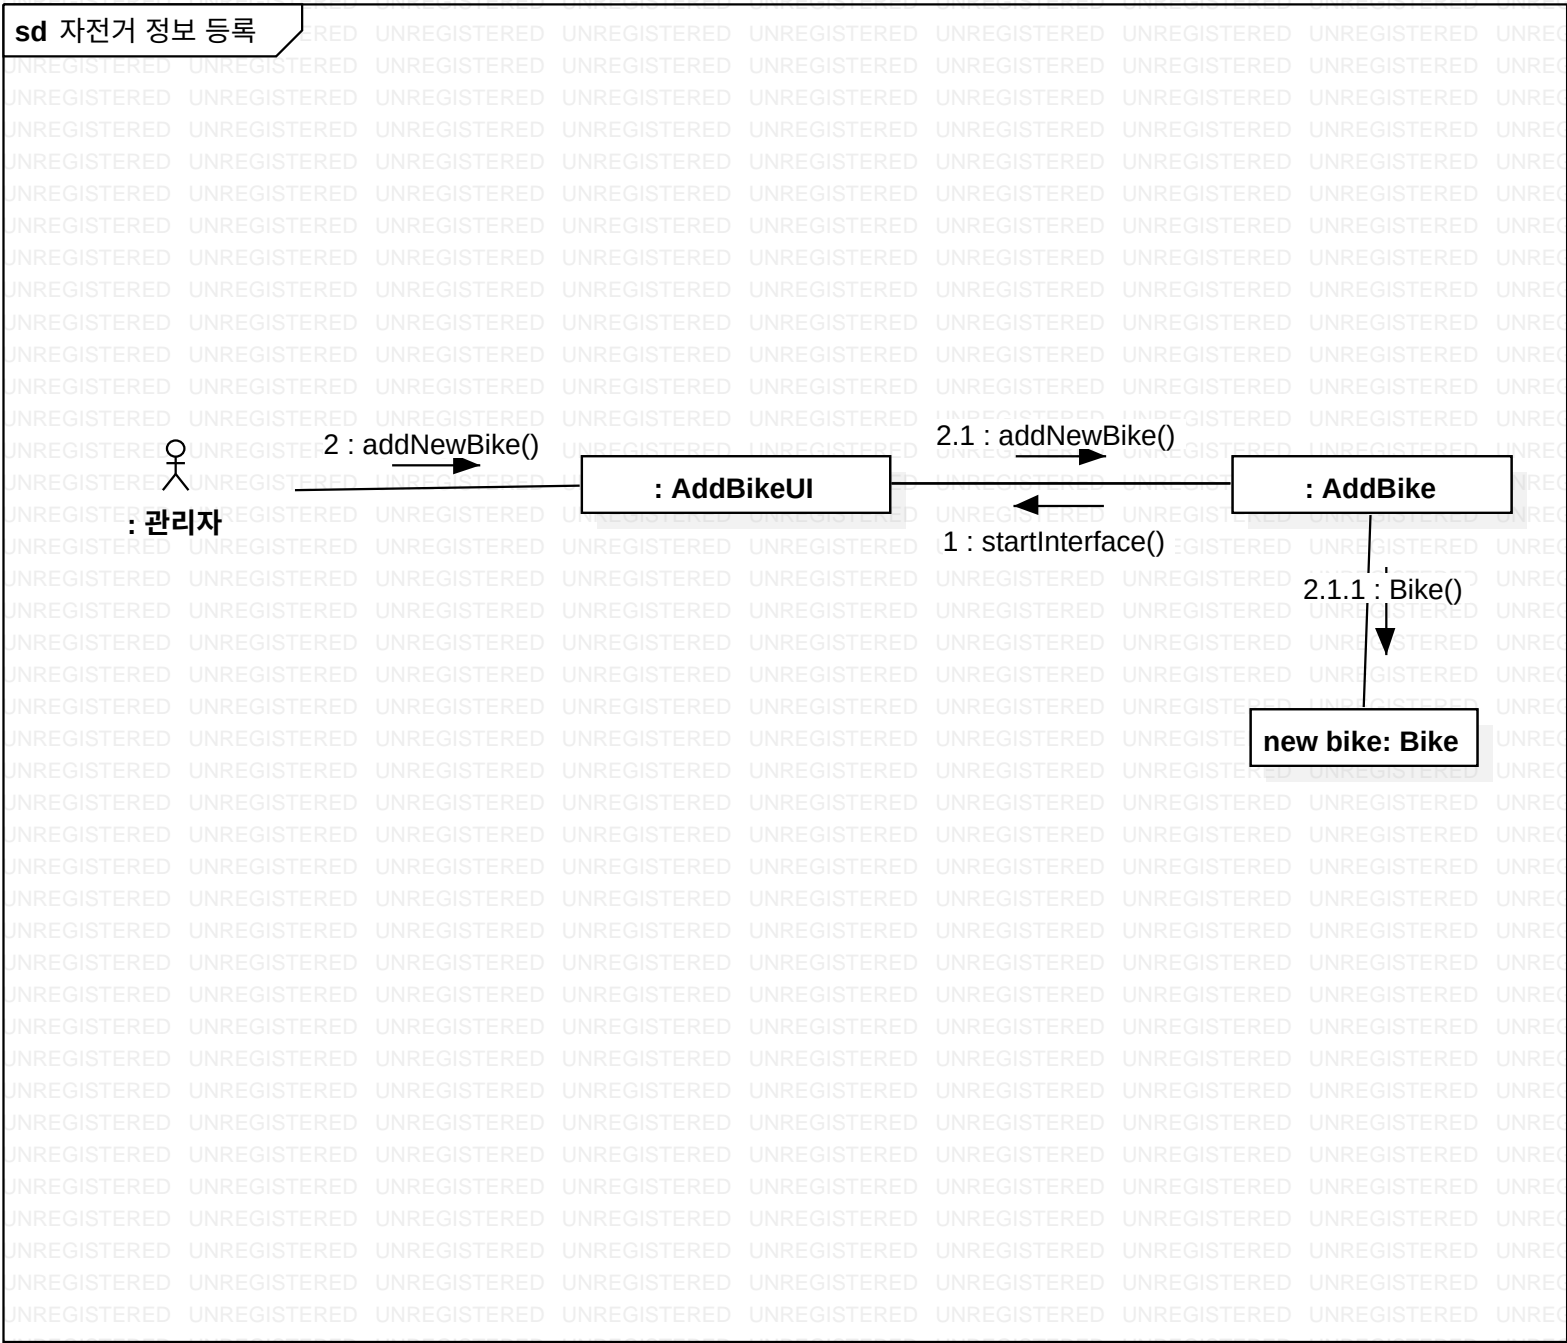 sd 자전거 정보 등록
2 : addNewBike()
2.1 : addNewBike()
: AddBikeUI
: AddBike
: 관리자
1 : startInterface()
2.1.1 : Bike()
new bike: Bike
UNREGISTERED